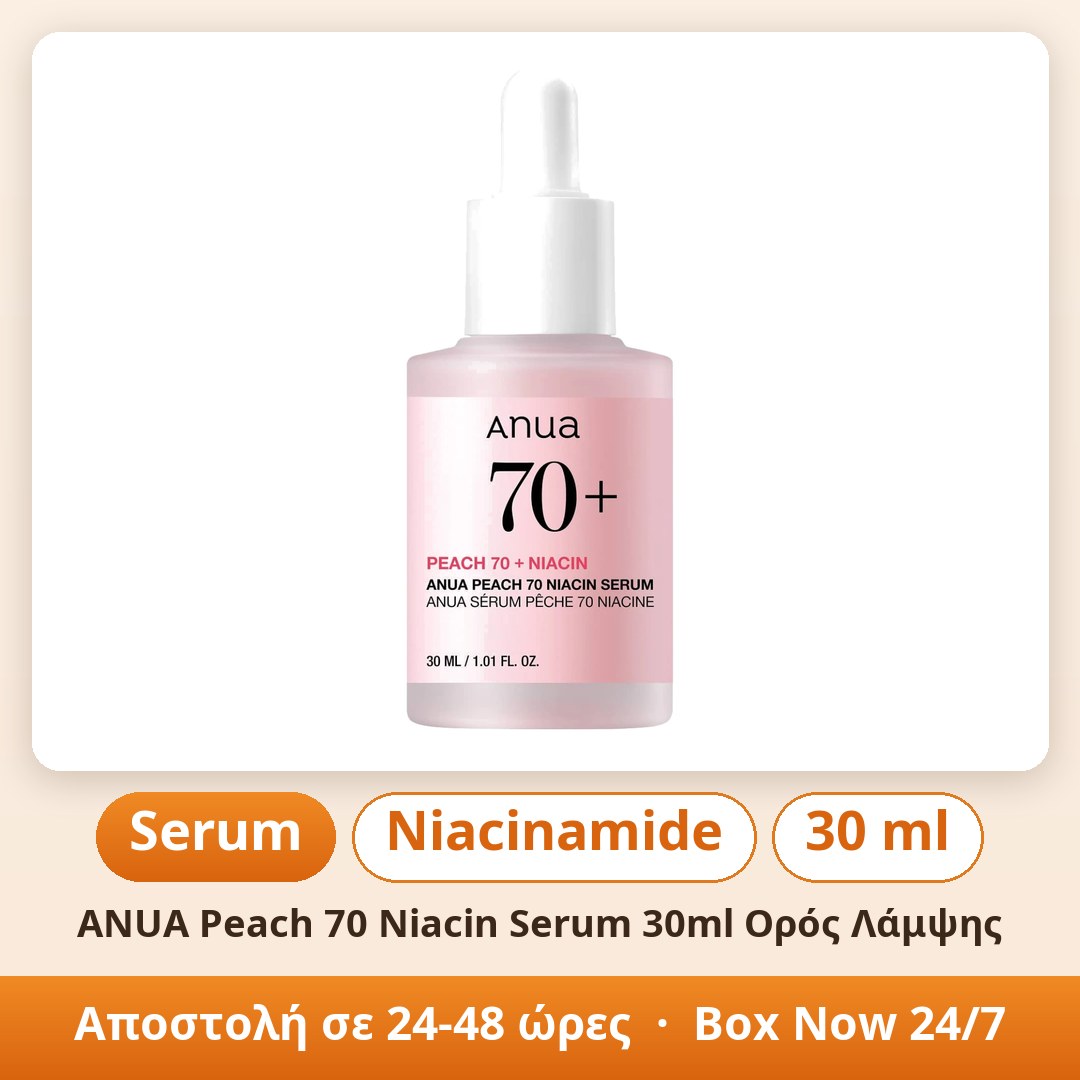 Anua
70+
PEACH 70 + NIACIN
ANUA PEACH 70 NIACIN SERUM
ANUA SÉRUM PÊCHE 70 NIACINE
30 ML / 1.01 FL. OZ.
Serum Niacinamide 30 ml
ANUA Peach 70 Niacin Serum 30ml Ορός Λάμψης
Αποστολή σε 24-48 ώρες · Box Now 24/7